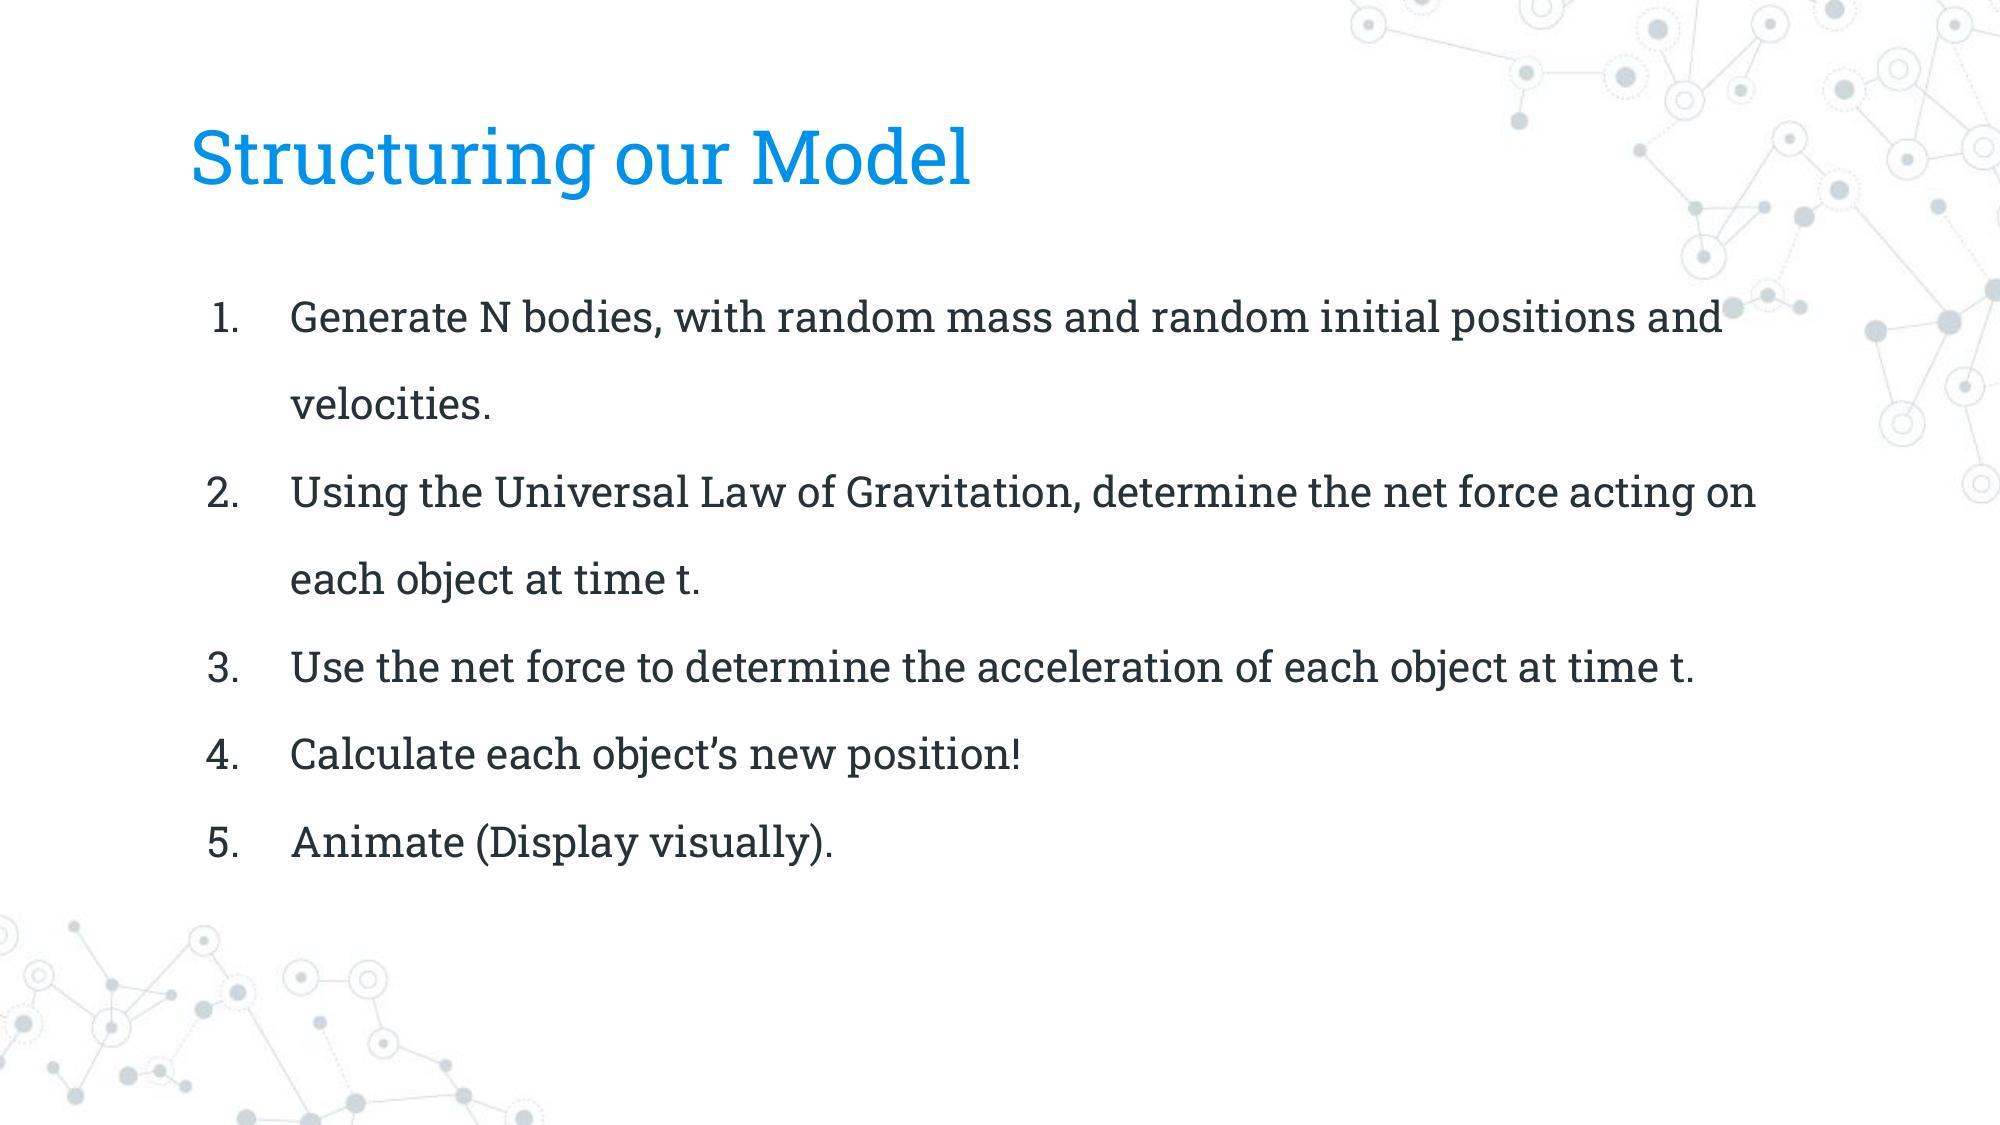 Structuring our Model
1. Generate N bodies, with random mass and random initial positions and
velocities.
2. Using the Universal Law of Gravitation, determine the net force acting on
each object at time t.
3. Use the net force to determine the acceleration of each object at time t.
4. Calculate each object’s new position!
5. Animate (Display visually).